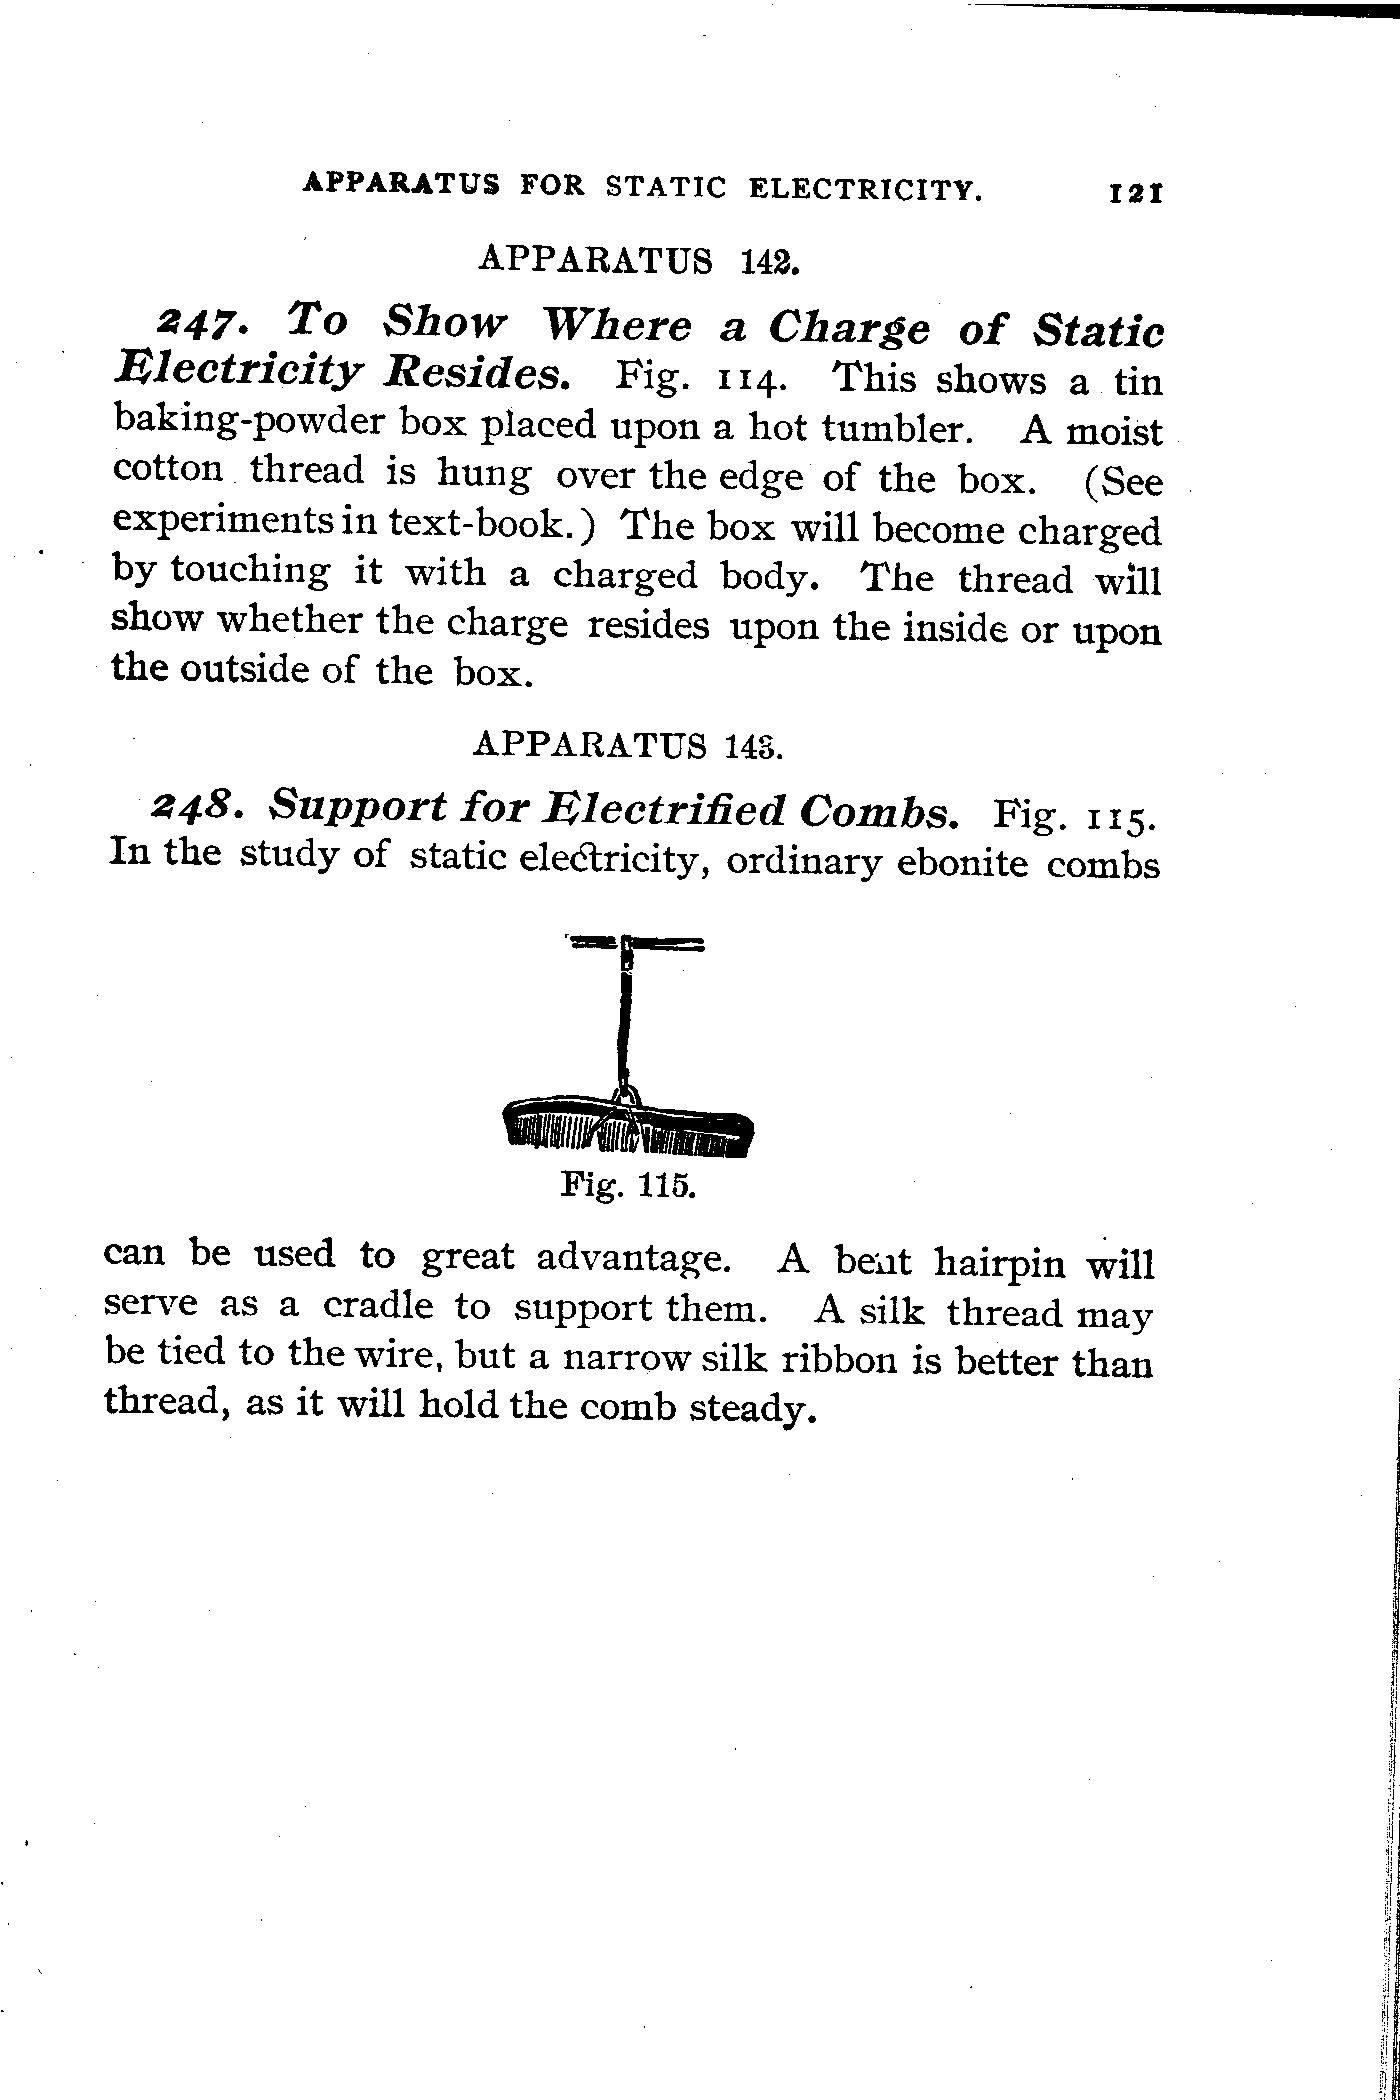 APPARATUS FOR STATIC ELECTRICITY. 121
APPARATUS 142.
247. To Show Where a Charge of Static
Electricity Resides. Fig. 114. This shows a tin
baking-powder box placed upon a hot tumbler. A moist
cotton thread is hung over the edge of the box. (See
experiments in text-book.) The box will become charged
by touching it with a charged body. The thread will
show whether the charge resides upon the inside or upon
the outside of the box.
APPARATUS 143.
248. Support for Electrified Combs. Fig. 115.
In the study of static electricity, ordinary ebonite combs
Fig. 115.
can be used to great advantage. A bent hairpin will
serve as a cradle to support them. A silk thread may
be tied to the wire, but a narrow silk ribbon is better than
thread, as it will hold the comb steady.